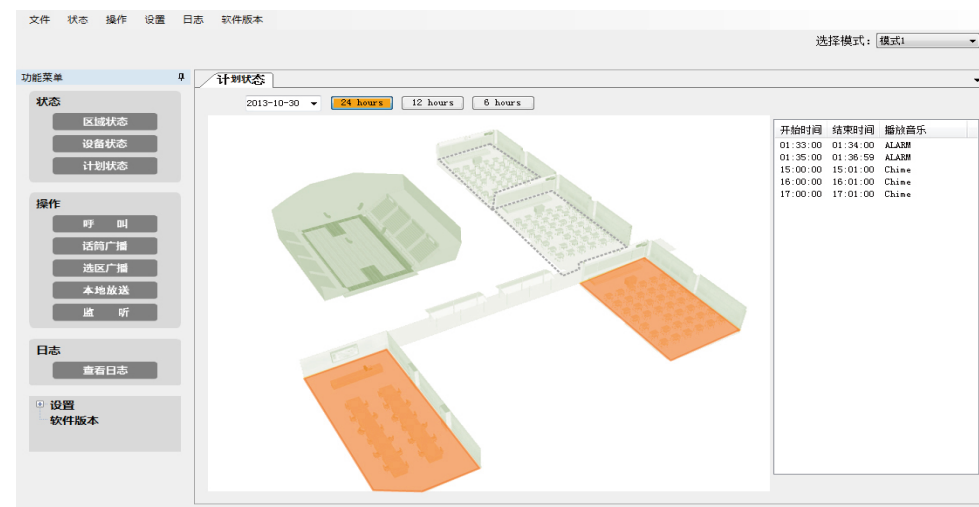 文件 状态 操作 设置 日志 软件版本
选择模式： 模式1
功能菜单
计划状态
状态
区域状态
设备状态
计划状态
操作
呼 叫
话筒广播
选区广播
本地放送
监 听
日志
查看日志
设置
软件版本
2013-10-30 24 hours 12 hours 6 hours
开始时间 结束时间 播放音乐
01:33:00 01:34:00 ALARM
01:35:00 01:36:59 ALARM
15:00:00 15:01:00 Chime
16:00:00 16:01:00 Chime
17:00:00 17:01:00 Chime